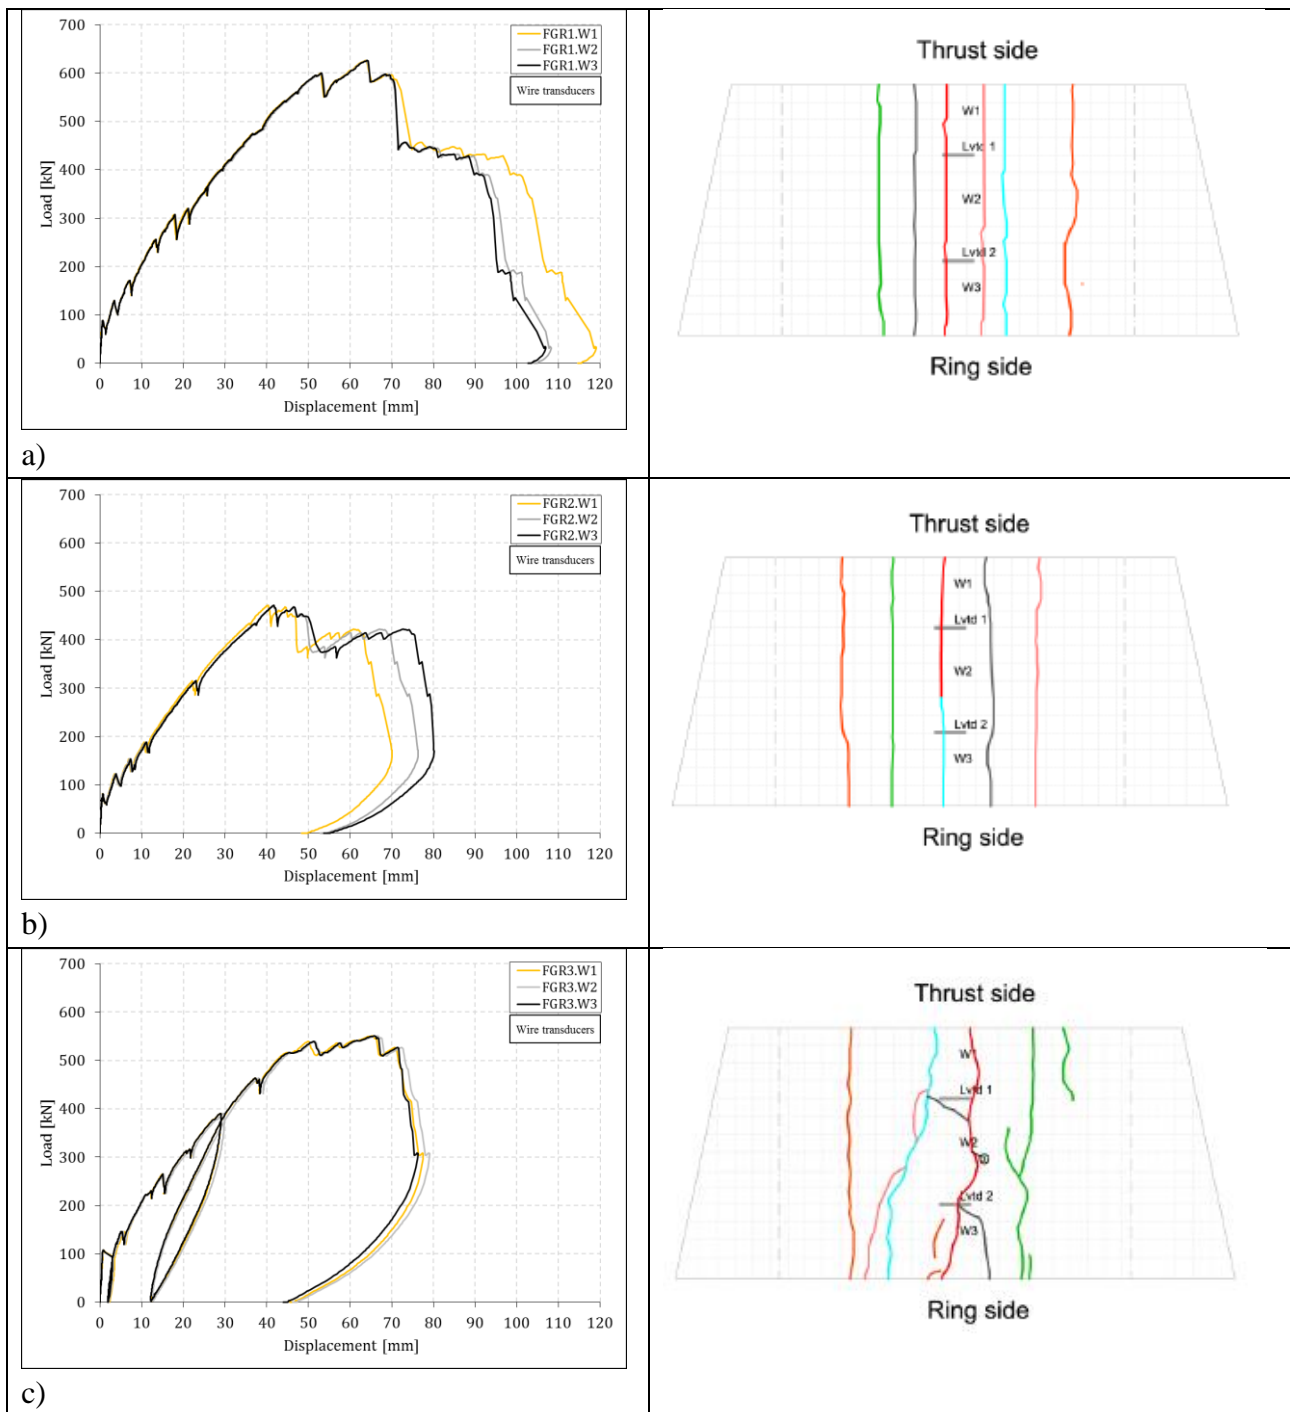 700
600
500
400
300
200
100
0
Load [kN]
FGR1.W1
FGR1.W2
FGR1.W3
Wire transducers
0 10 20 30 40 50 60 70 80 90 100 110 120
Displacement [mm]
a)
Thrust side
W1
Lvtd 1
W2
Lvtd 2
W3
Ring side
700
600
500
400
300
200
100
0
Load [kN]
FGR2.W1
FGR2.W2
FGR2.W3
Wire transducers
0 10 20 30 40 50 60 70 80 90 100 110 120
Displacement [mm]
b)
Thrust side
W1
Lvtd 1
W2
Lvtd 2
W3
Ring side
700
600
500
400
300
200
100
0
Load [kN]
FGR3.W1
FGR3.W2
FGR3.W3
Wire transducers
0 10 20 30 40 50 60 70 80 90 100 110 120
Displacement [mm]
c)
Thrust side
W1
Lvtd 1
W2
Lvtd 2
W3
Ring side